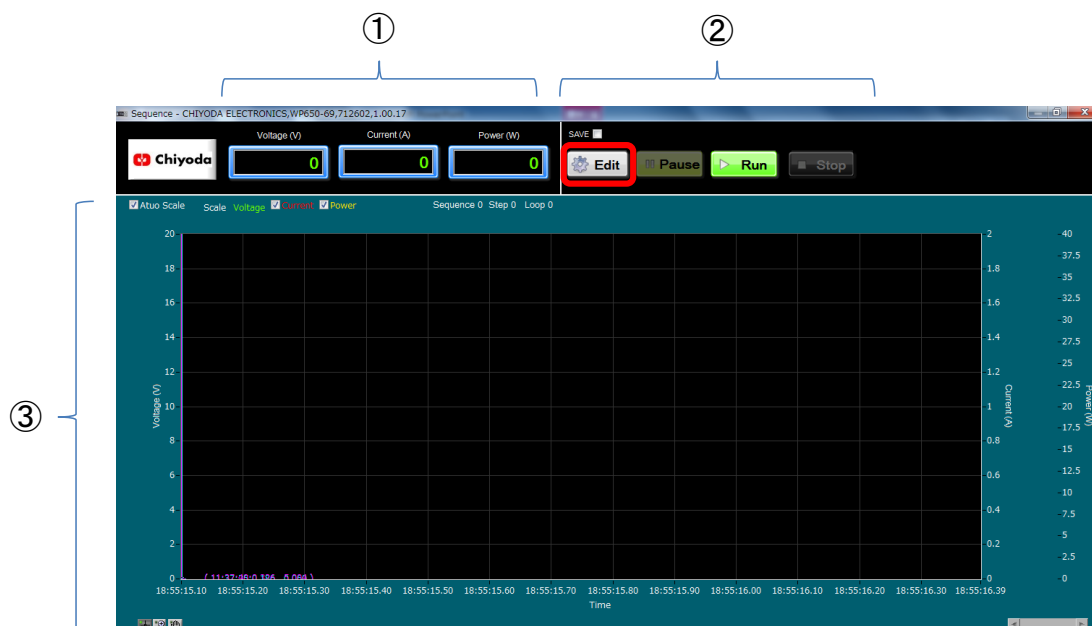 ① ②
Sequence - CHIYODA ELECTRONICS,WP650-69,712602,1.00.17
Voltage (V) Current (A) Power (W) SAVE
Chiyoda 0 0 0 Edit Pause Run Stop
Atuo Scale Scale Voltage Current Power Sequence 0 Step 0 Loop 0
20 2 40
37.5
18 1.8 35
16 1.6 32.5
30
14 1.4 27.5
25
12 1.2 22.5
Voltage (V) Current (A) Power (W)
③ 10 1 20
17.5
8 0.8 15
12.5
6 0.6
10
4 0.4 7.5
5
2 0.2 2.5
0 0 0
18:55:15.10 18:55:15.20 18:55:15.30 18:55:15.40 18:55:15.50 18:55:15.60 18:55:15.70 18:55:15.80 18:55:15.90 18:55:16.00 18:55:16.10 18:55:16.20 18:55:16.30 18:55:16.39
Time